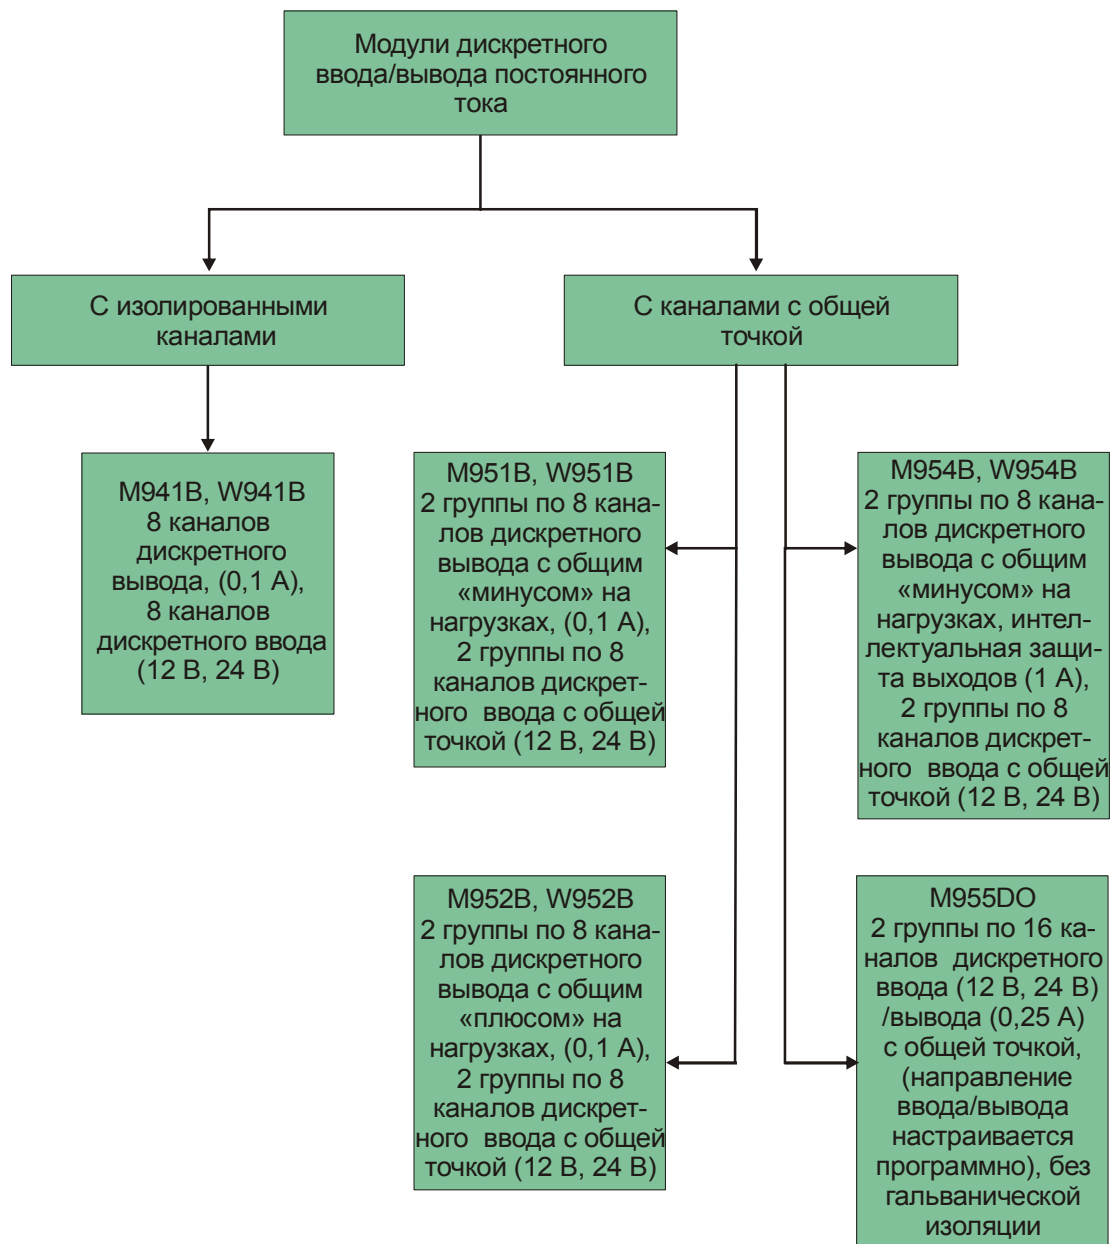 Модули дискретного
ввода/вывода постоянного
тока
С изолированными
каналами
С каналами с общей
точкой
М941В, W941B
8 каналов
дискретного
вывода, (0,1 А),
8 каналов
дискретного ввода
(12 В, 24 В)
М951В, W951B
2 группы по 8 кана-
лов дискретного
вывода с общим
«минусом» на
нагрузках, (0,1 А),
2 группы по 8
каналов дискрет-
ного ввода с общей
точкой (12 В, 24 В)
М954В, W954B
2 группы по 8 кана-
лов дискретного
вывода с общим
«минусом» на
нагрузках, интел-
лектуальная защи-
та выходов (1 А),
2 группы по 8
каналов дискрет-
ного ввода с общей
точкой (12 В, 24 В)
М952В, W952B
2 группы по 8 кана-
лов дискретного
вывода с общим
«плюсом» на
нагрузках, (0,1 А),
2 группы по 8
каналов дискрет-
ного ввода с общей
точкой (12 В, 24 В)
M955DO
2 группы по 16 ка-
налов дискретного
ввода (12 В, 24 В)
/вывода (0,25 А)
с общей точкой,
(направление
ввода/вывода
настраивается
программно), без
гальванической
изоляции